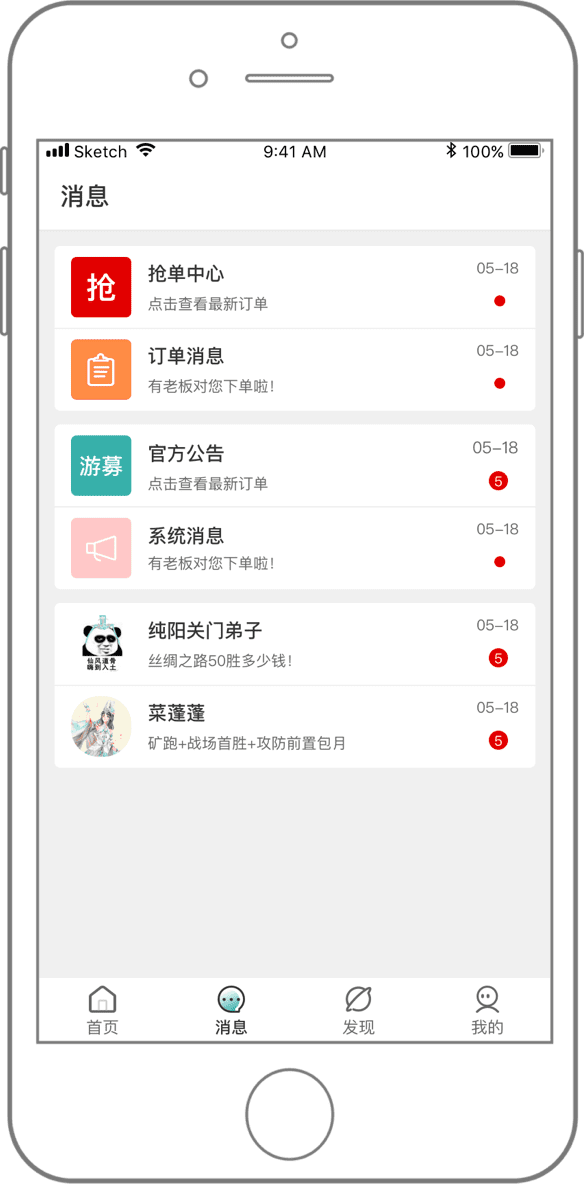 Sketch 9:41 AM 100%
消息
抢
抢单中心 05-18
点击查看最新订单
订单消息 05-18
有老板对您下单啦!
游募
官方公告 05-18
点击查看最新订单 5
系统消息 05-18
有老板对您下单啦!
仙风道骨
嗨到入土
纯阳关门弟子 05-18
丝绸之路50胜多少钱! 5
菜蓬蓬 05-18
矿跑+战场首胜+攻防前置包月 5
首页 消息 发现 我的